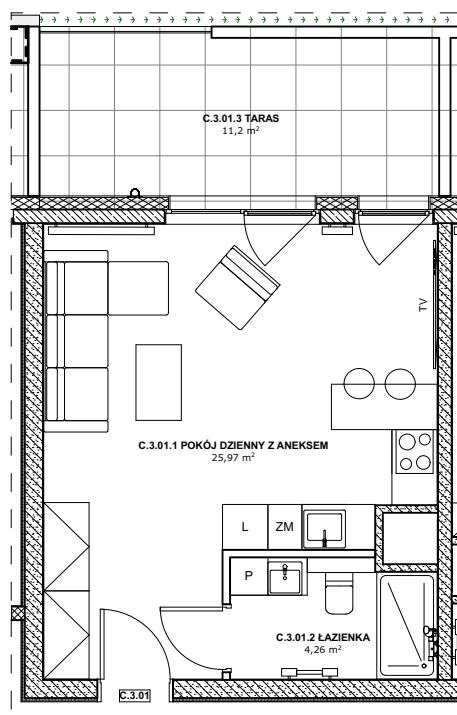 C.3.01.3 TARAS
11,2 m²
TV
C.3.01.1 POKÓJ DZIENNY Z ANEKSEM
25,97 m²
L
ZM
P
C.3.01.2 ŁAZIENKA
4,26 m²
C.3.01